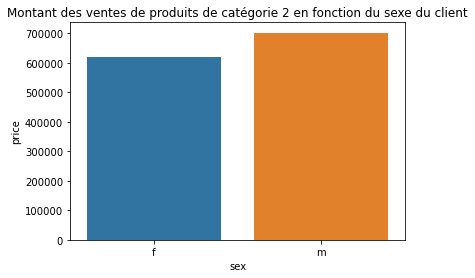 Montant des ventes de produits de catégorie 2 en fonction du sexe du client
700000
600000
500000
400000
300000
200000
100000
0
price
f
m
sex